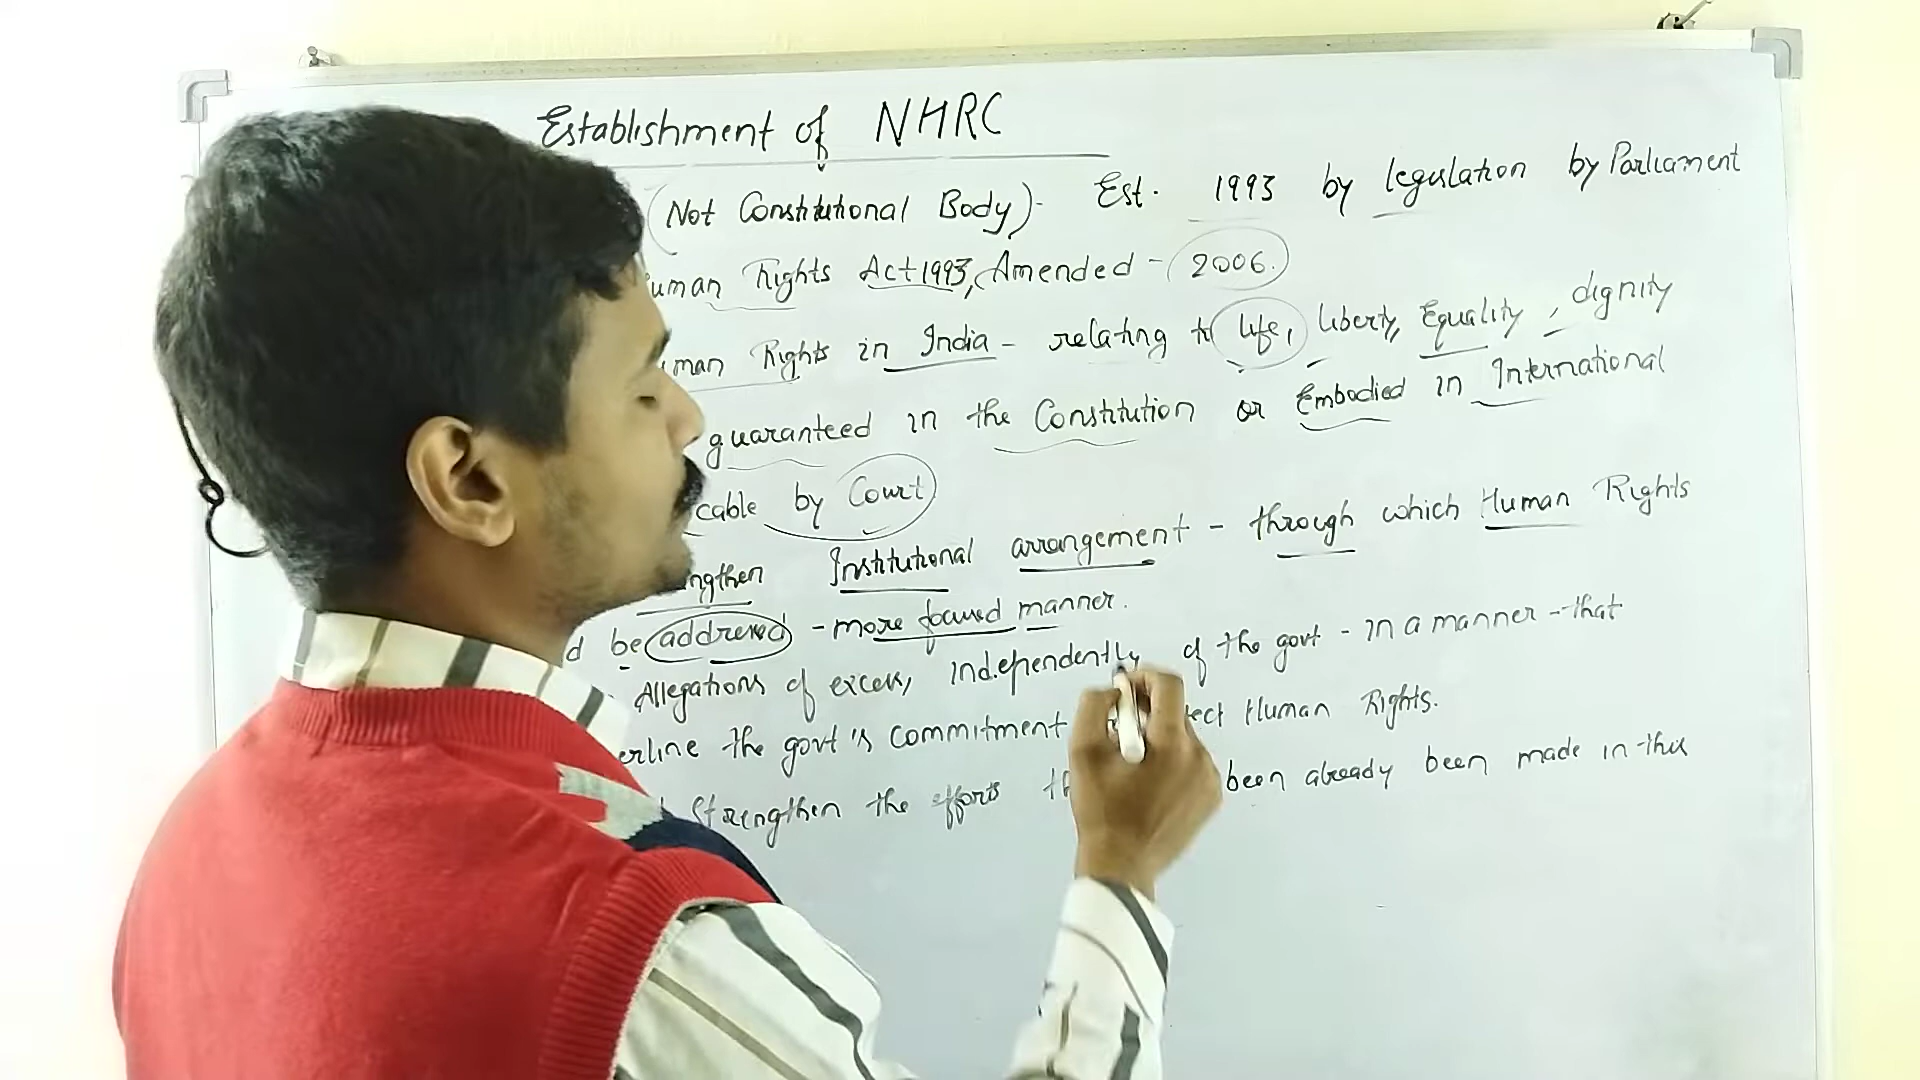 Establishment of NHRC
(Not Constitutional Body). Est. 1993 by legislation by Parliament
uman Rights Act 1993, Amended - 2006.
man Rights in India - relating to life, liberty, Equality, dignity
guaranteed in the Constitution or Embodied in International
cable by Court
ngthen Institutional arrangement - through which Human Rights
d be addressed - more focused manner.
Allegations of excess, independently of the govt - in a manner - that
erline the govt's commitment ect Human Rights.
Strengthen the efforts been already been made in this